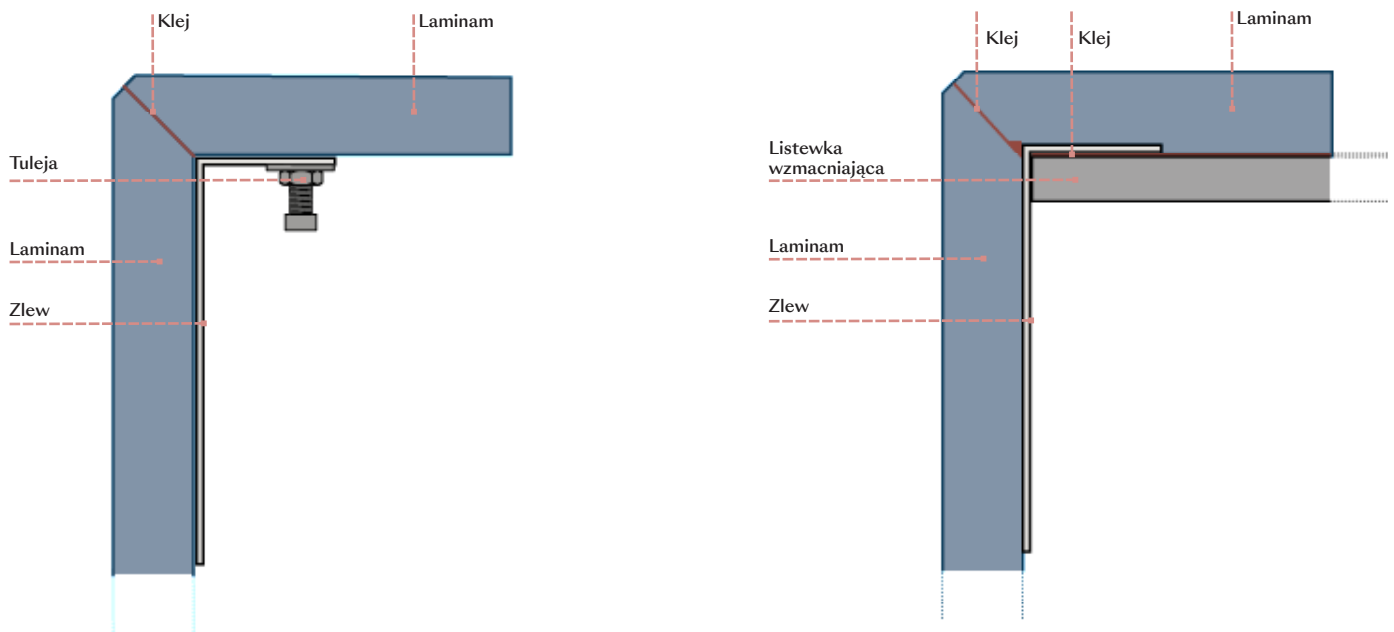 Klej
Laminam
Tuleja
Laminam
Zlew
Klej
Klej
Laminam
Listewka
wzmacniająca
Laminam
Zlew